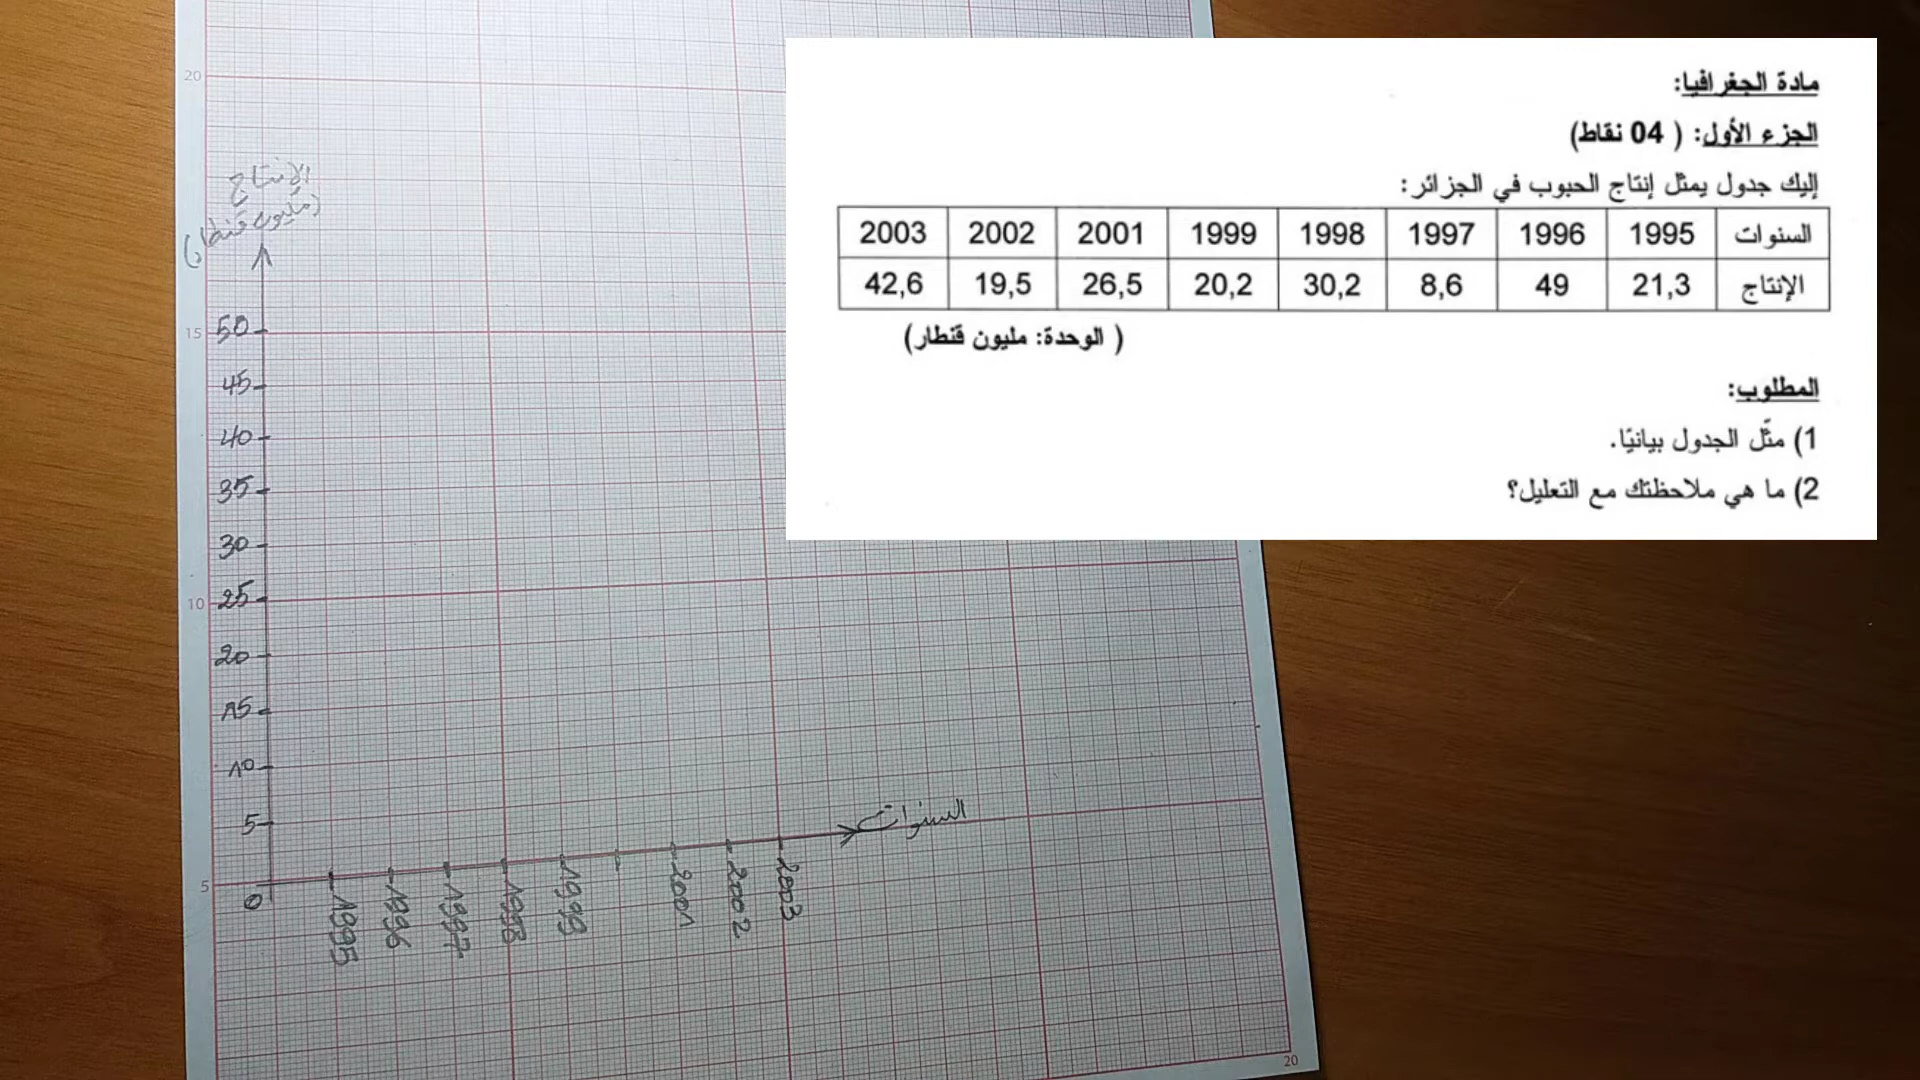 مادة الجغرافيا:
الجزء الأول: ( 04 نقاط)
إليك جدول يمثل إنتاج الحبوب في الجزائر:
السنوات 1995 1996 1997 1998 1999 2001 2002 2003
الإنتاج 21,3 49 8,6 30,2 20,2 26,5 19,5 42,6
( الوحدة: مليون قنطار)
المطلوب:
1) مثّل الجدول بيانيًا.
2) ما هي ملاحظتك مع التعليل؟
20
الإنتاج
(مليون قنطار)
15 50
45
40
35
30
10 25
20
15
10
5
السنوات
5 0
1995 1996 1997 1998 1999 2001 2002 2003
20